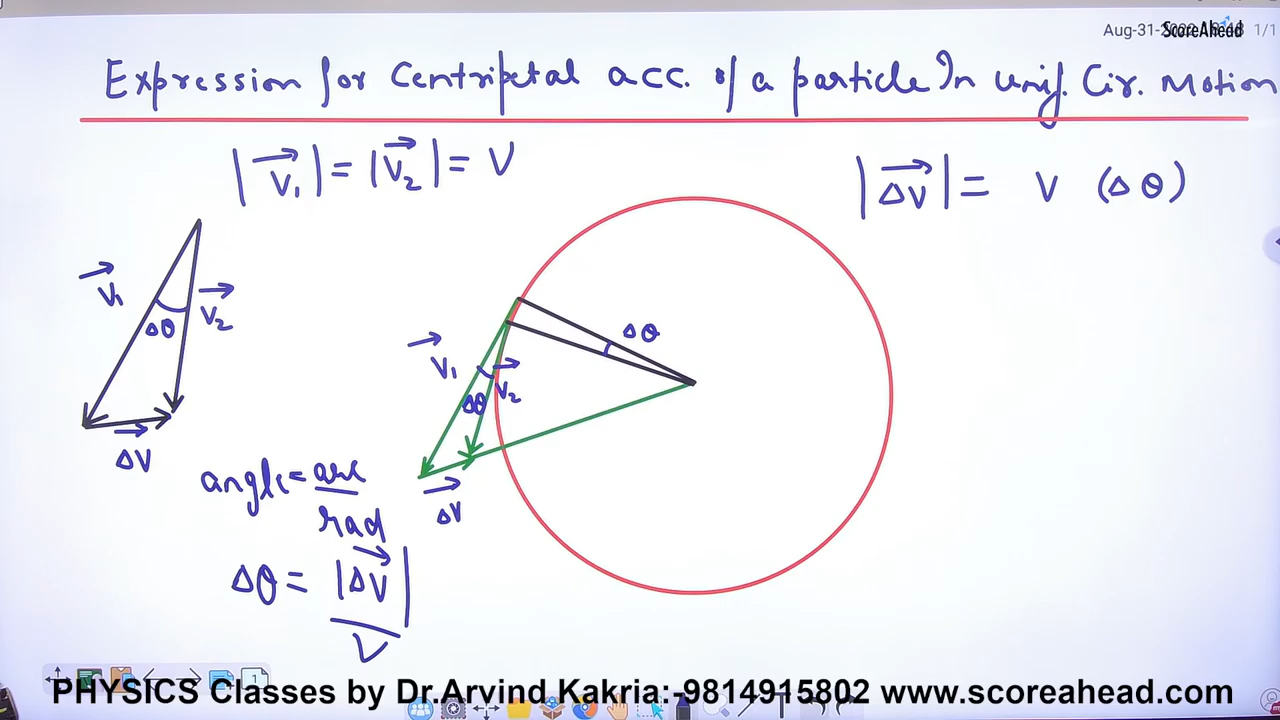 Aug-31-2022 ScoreAhead 1/1
Expression for Centripetal acc. of a particle In unif. Cir. Motion
|V₁| = |V₂| = V
|ΔV| = V (Δθ)
V₁
V₂
Δθ
ΔV
Δθ
V₁
V₂
Δθ
ΔV
angle = arc
rad
Δθ = |ΔV|
V
1
PHYSICS Classes by Dr.Arvind Kakria:-9814915802 www.scoreahead.com